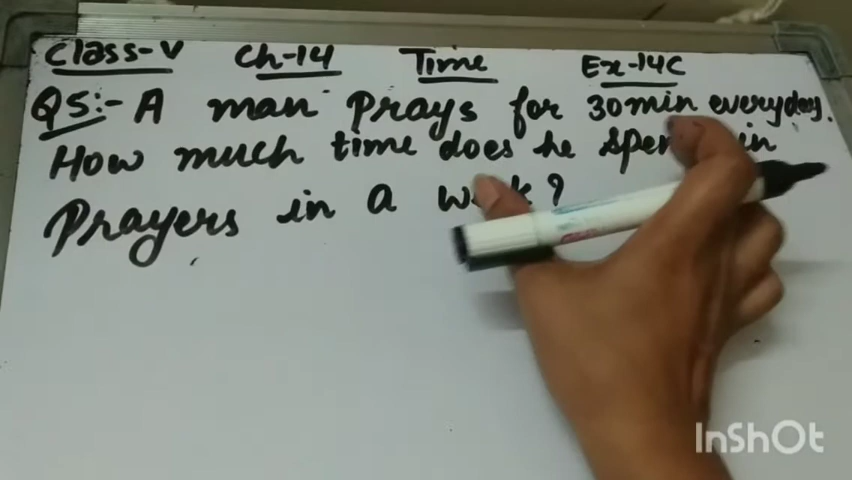 Class-V Ch-14 Time Ex-14C
Q5:- A man prays for 30min everyday.
How much time does he in
Prayers in a ?
InShOt